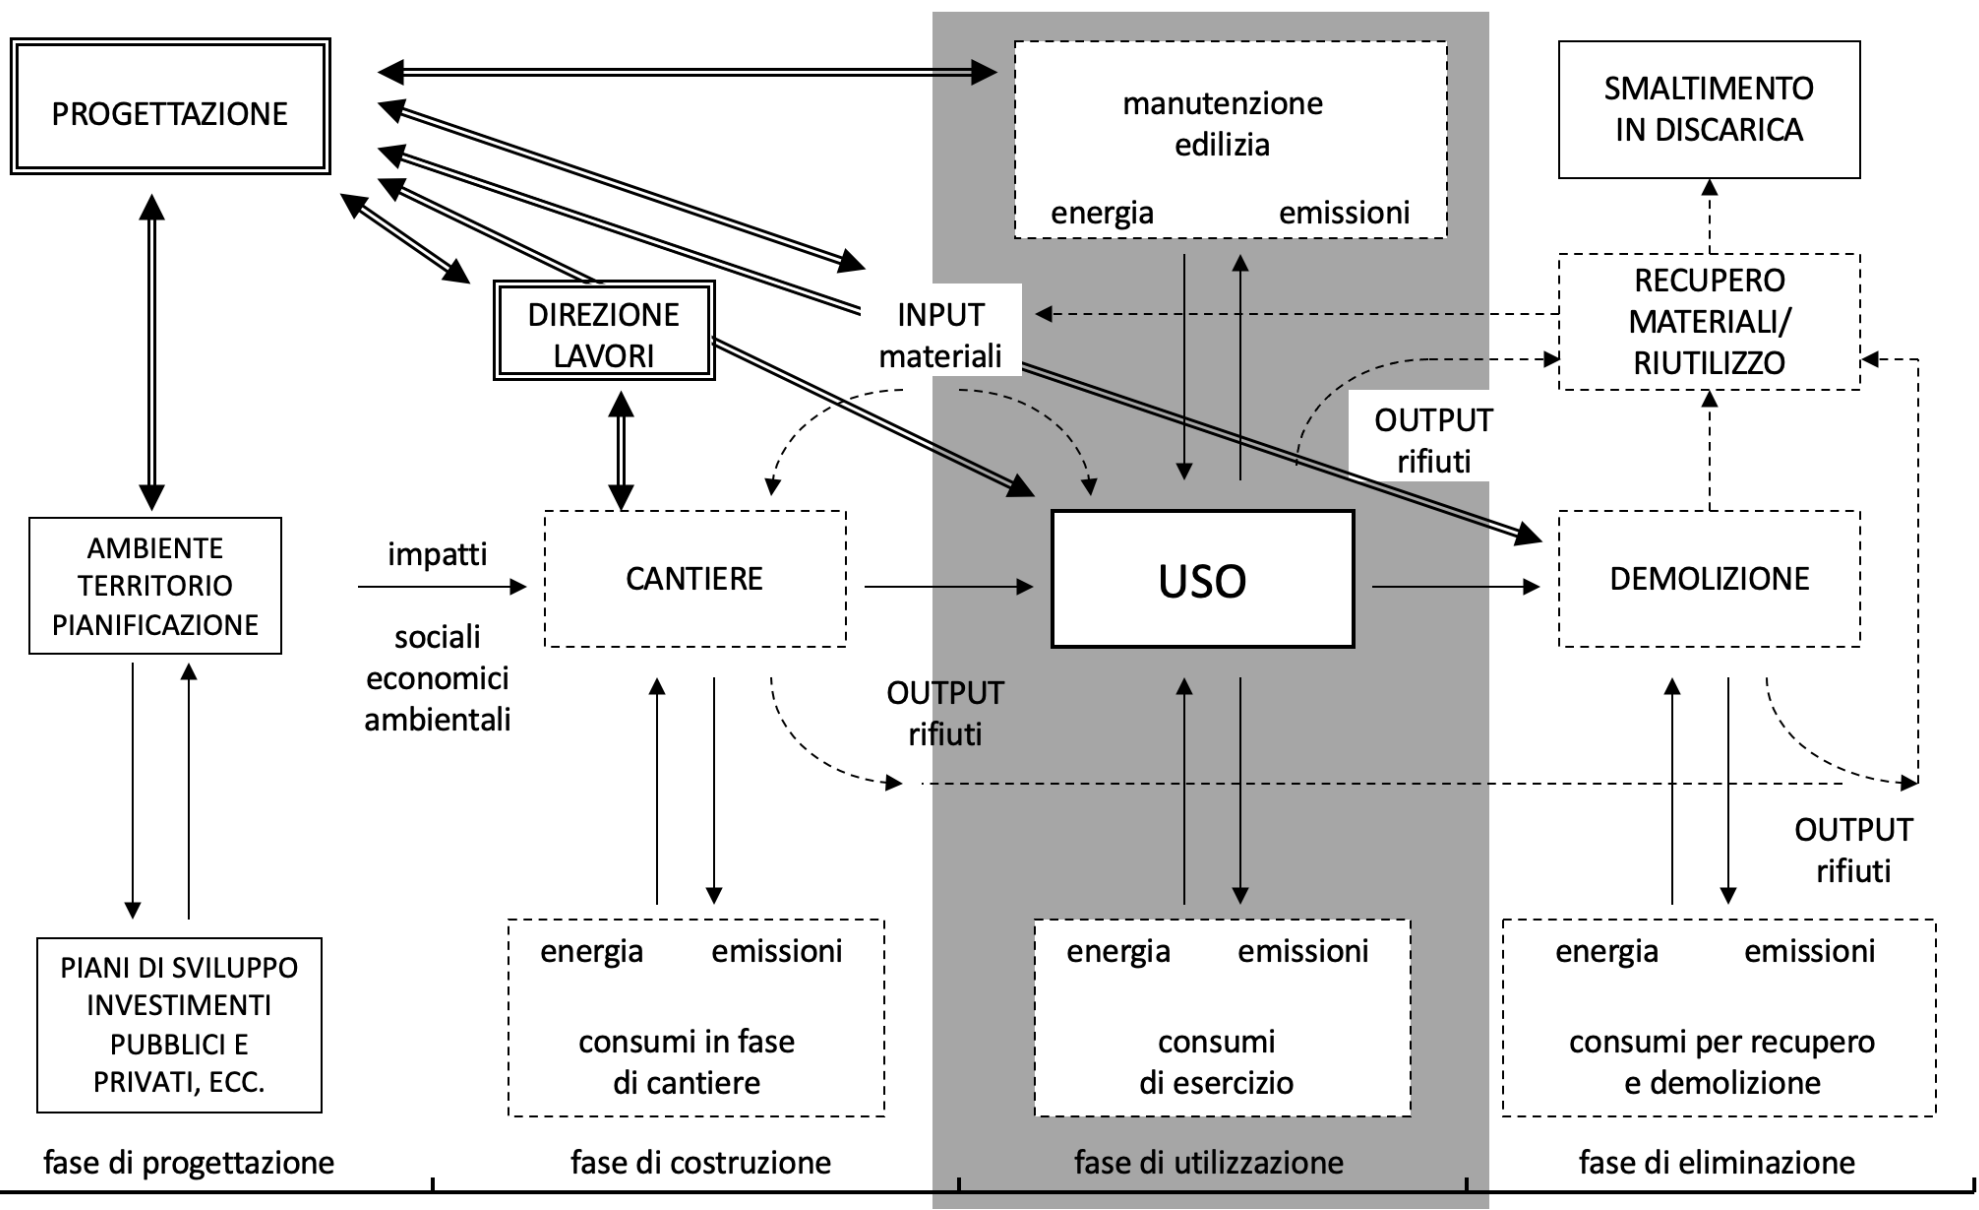 PROGETTAZIONE
manutenzione
edilizia
energia emissioni
SMALTIMENTO
IN DISCARICA
DIREZIONE
LAVORI
INPUT
materiali
RECUPERO
MATERIALI/
RIUTILIZZO
OUTPUT
rifiuti
AMBIENTE
TERRITORIO
PIANIFICAZIONE
impatti
sociali
economici
ambientali
CANTIERE
USO
DEMOLIZIONE
OUTPUT
rifiuti
OUTPUT
rifiuti
PIANI DI SVILUPPO
INVESTIMENTI
PUBBLICI E
PRIVATI, ECC.
energia emissioni
consumi in fase
di cantiere
energia emissioni
consumi
di esercizio
energia emissioni
consumi per recupero
e demolizione
fase di progettazione
fase di costruzione
fase di utilizzazione
fase di eliminazione